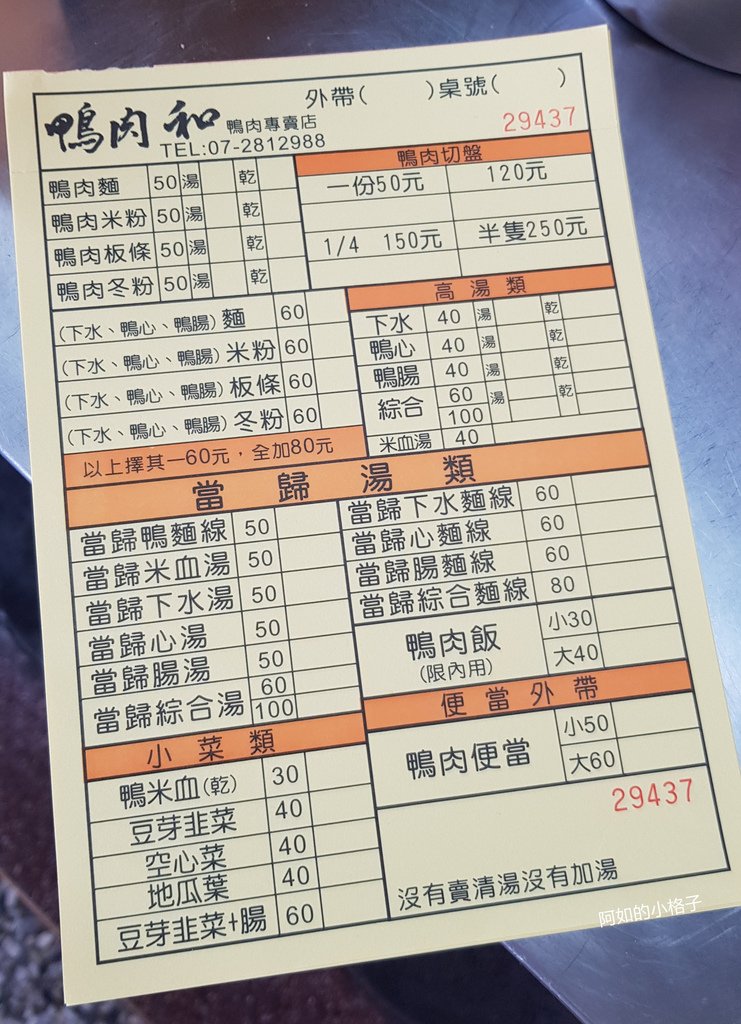 外帶(　　)桌號(　　)
鴨肉和 鴨肉專賣店
TEL:07-2812988
29437
鴨肉麵 50 湯 乾
鴨肉米粉 50 湯 乾
鴨肉板條 50 湯 乾
鴨肉冬粉 50 湯 乾
鴨肉切盤
一份50元 120元
1/4 150元 半隻250元
(下水、鴨心、鴨腸)麵 60
(下水、鴨心、鴨腸)米粉 60
(下水、鴨心、鴨腸)板條 60
(下水、鴨心、鴨腸)冬粉 60
以上擇其一60元，全加80元
高湯類
下水 40 湯 乾
鴨心 40 湯 乾
鴨腸 40 湯 乾
綜合 60 100 湯 乾
米血湯 40
當歸湯類
當歸鴨麵線 50
當歸米血湯 50
當歸下水湯 50
當歸心湯 50
當歸腸湯 50
當歸綜合湯 60 100
當歸下水麵線 60
當歸心麵線 60
當歸腸麵線 60
當歸綜合麵線 80
鴨肉飯 小30
(限內用) 大40
小菜類
鴨米血(乾) 30
豆芽韭菜 40
空心菜 40
地瓜葉 40
豆芽韭菜+腸 60
便當外帶
鴨肉便當 小50 大60
29437
沒有賣清湯沒有加湯
阿如的小格子